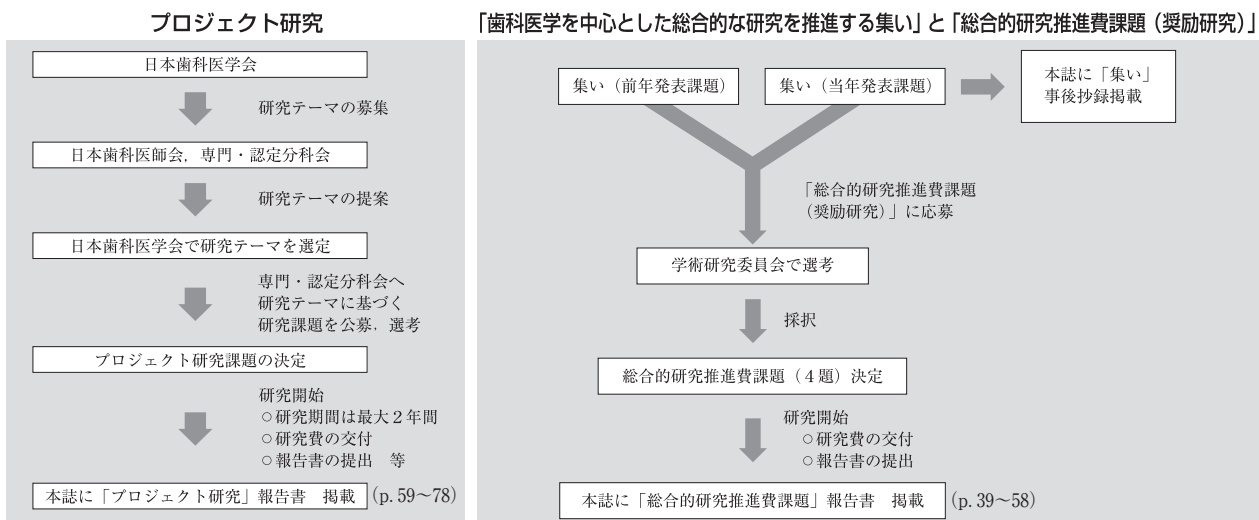 プロジェクト研究
日本歯科医学会
研究テーマの募集
日本歯科医師会，専門・認定分科会
研究テーマの提案
日本歯科医学会で研究テーマを選定
専門・認定分科会へ
研究テーマに基づく
研究課題を公募，選考
プロジェクト研究課題の決定
研究開始
○研究期間は最大２年間
○研究費の交付
○報告書の提出　等
本誌に「プロジェクト研究」報告書　掲載 (p. 59～78)
「歯科医学を中心とした総合的な研究を推進する集い」と「総合的研究推進費課題（奨励研究）」
集い（前年発表課題）
集い（当年発表課題）
本誌に「集い」
事後抄録掲載
「総合的研究推進費課題
（奨励研究）」に応募
学術研究委員会で選考
採択
総合的研究推進費課題（４題）決定
研究開始
○研究費の交付
○報告書の提出
本誌に「総合的研究推進費課題」報告書　掲載 (p. 39～58)